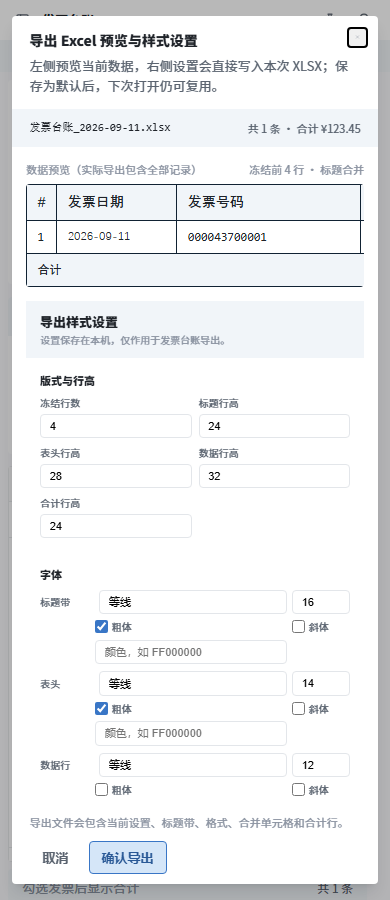 导出 Excel 预览与样式设置
左侧预览当前数据，右侧设置会直接写入本次 XLSX；保
存为默认后，下次打开仍可复用。
发票台账_2026-09-11.xlsx 共 1 条 · 合计 ¥123.45
数据预览（实际导出包含全部记录） 冻结前 4 行 · 标题合并
# 发票日期 发票号码
1 2026-09-11 000043700001
合计
导出样式设置
设置保存在本机，仅作用于发票台账导出。
版式与行高
冻结行数 标题行高
4 24
表头行高 数据行高
28 32
合计行高
24
字体
标题带 等线 16
粗体 斜体
颜色，如 FF000000
表头 等线 14
粗体 斜体
颜色，如 FF000000
数据行 等线 12
粗体 斜体
导出文件会包含当前设置、标题带、格式、合并单元格和合计行。
取消 确认导出
勾选发票后显示合计 共 1 条